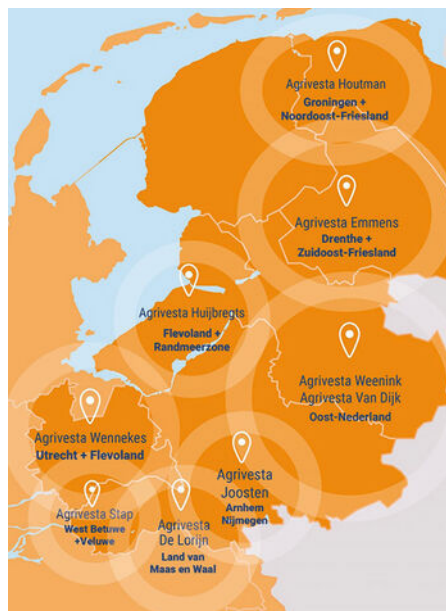 Agrivesta Houtman
Groningen +
Noordoost-Friesland
Agrivesta Emmens
Drenthe +
Zuidoost-Friesland
Agrivesta Huijbregts
Flevoland +
Randmeerzone
Agrivesta Weenink
Agrivesta Van Dijk
Oost-Nederland
Agrivesta Wennekes
Utrecht + Flevoland
Agrivesta
Joosten
Arnhem
Nijmegen
Agrivesta Stap
West Betuwe
+Veluwe
Agrivesta
De Lorijn
Land van
Maas en Waal